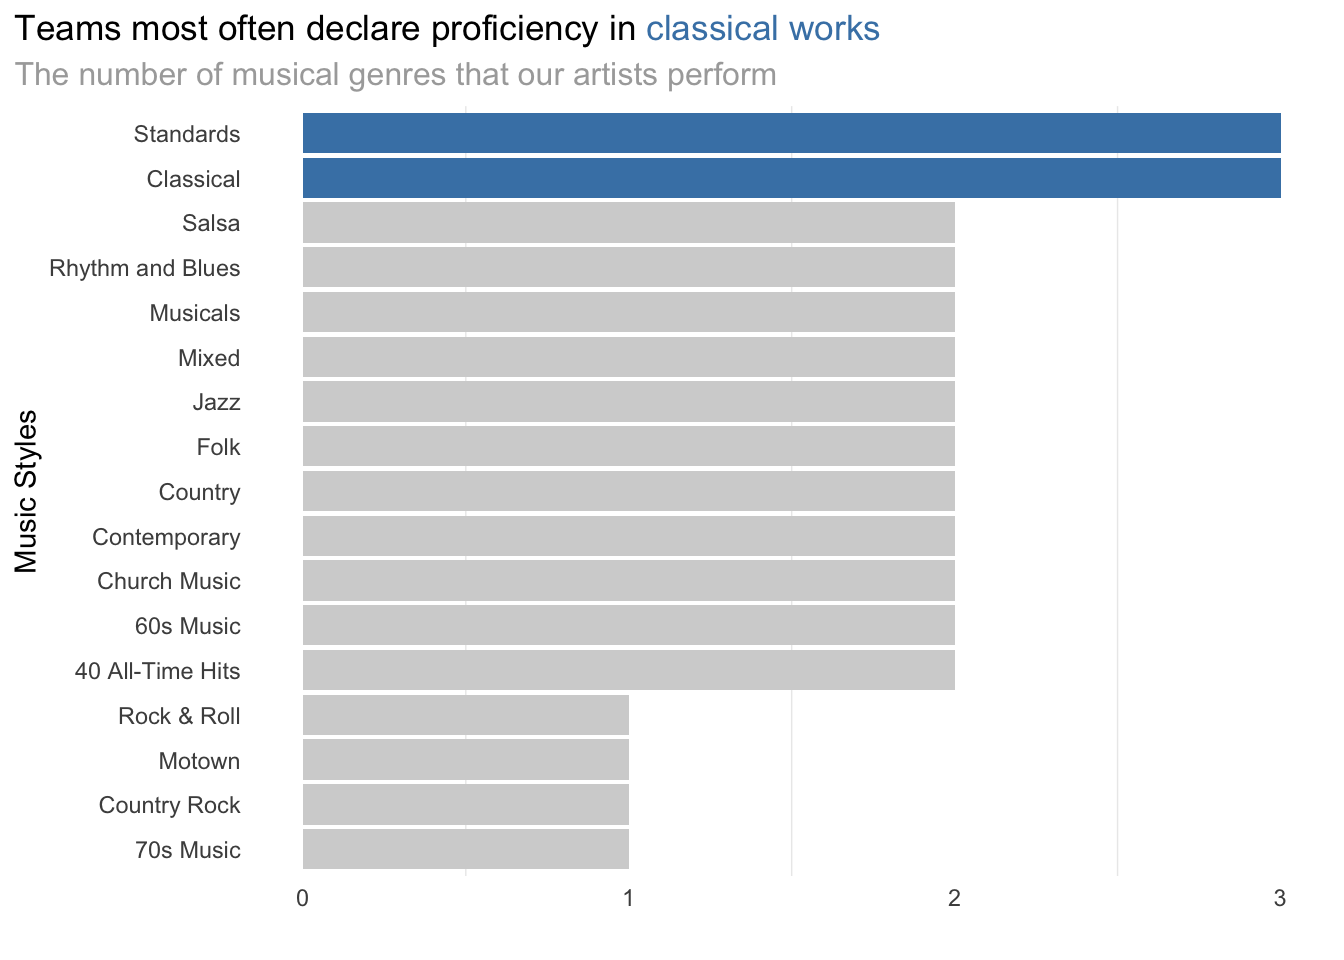 Teams most often declare proficiency in classical works
The number of musical genres that our artists perform
Music Styles
Standards
Classical
Salsa
Rhythm and Blues
Musicals
Mixed
Jazz
Folk
Country
Contemporary
Church Music
60s Music
40 All-Time Hits
Rock & Roll
Motown
Country Rock
70s Music
0 1 2 3